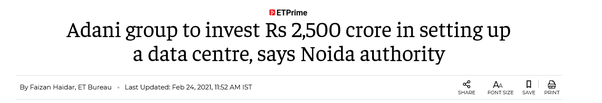 ETPrime
Adani group to invest Rs 2,500 crore in setting up
a data centre, says Noida authority
By Faizan Haidar, ET Bureau • Last Updated: Feb 24, 2021, 11:52 AM IST
SHARE FONT SIZE SAVE PRINT